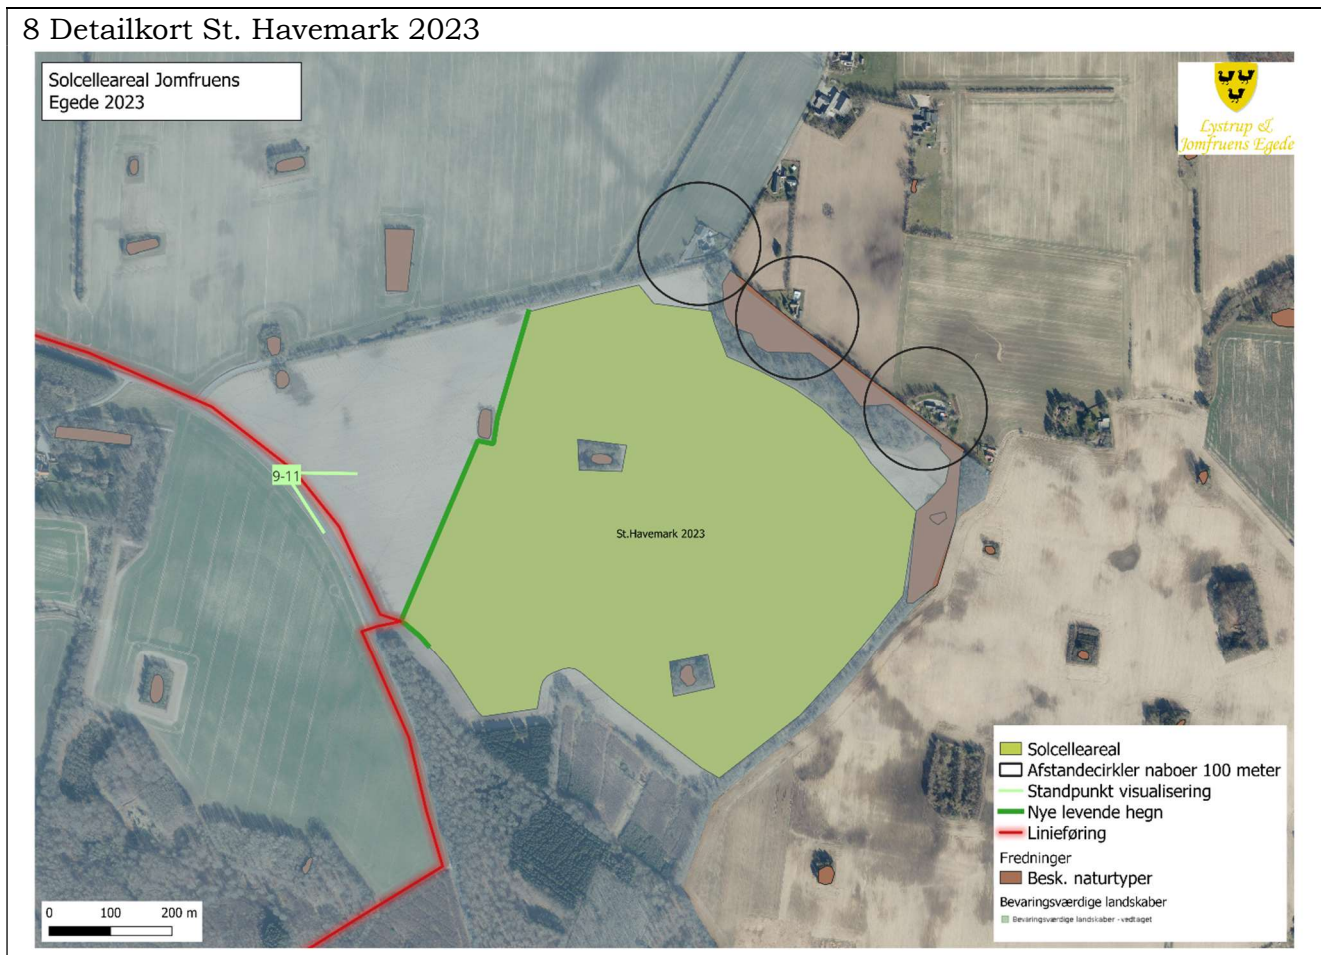 8 Detailkort St. Havemark 2023
Solcelleareal Jomfruens
Egede 2023
Lystrup &
Jomfruens Egede
9-11
St.Havemark 2023
Solcelleareal
Afstandecirkler naboer 100 meter
Standpunkt visualisering
Nye levende hegn
Linieføring
Fredninger
Besk. naturtyper
Bevaringsværdige landskaber
Bevaringsværdige landskaber - vedtaget
0 100 200 m